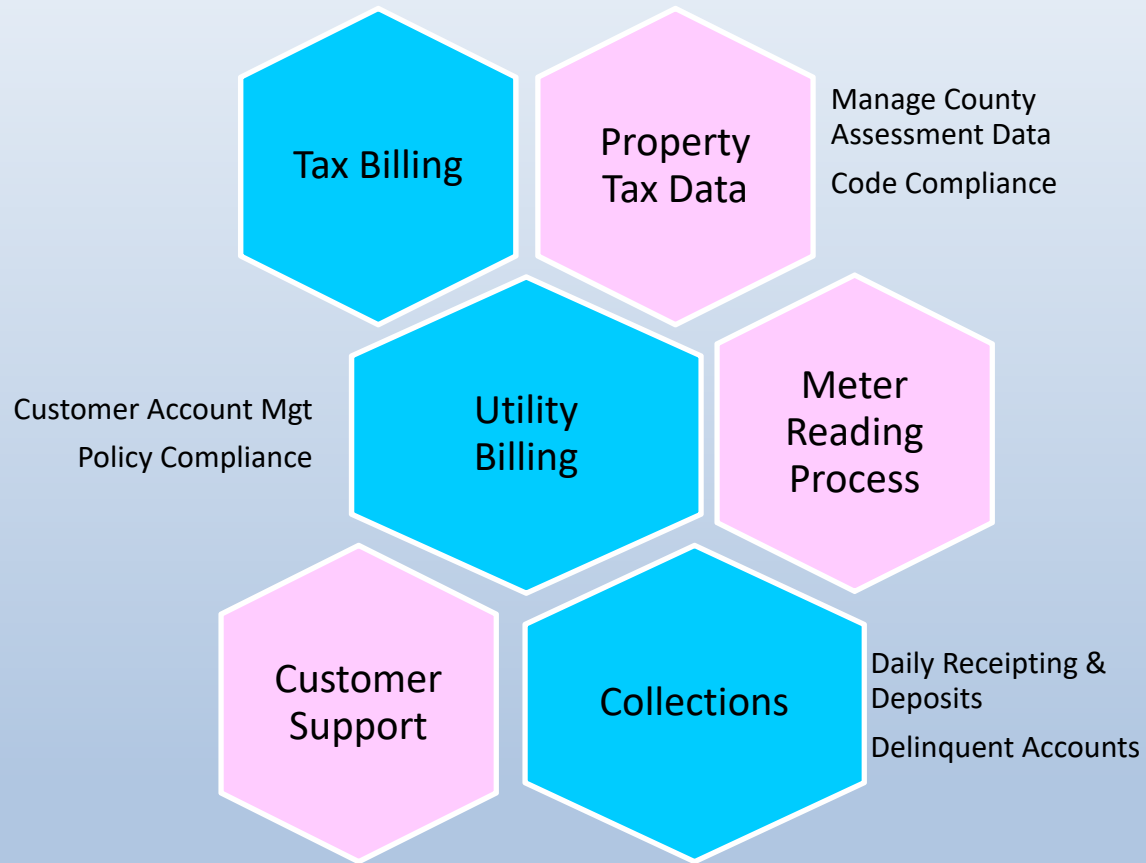 Tax Billing
Property
Tax Data
Manage County
Assessment Data
Code Compliance
Customer Account Mgt
Policy Compliance
Utility
Billing
Meter
Reading
Process
Customer
Support
Collections
Daily Receipting &
Deposits
Delinquent Accounts